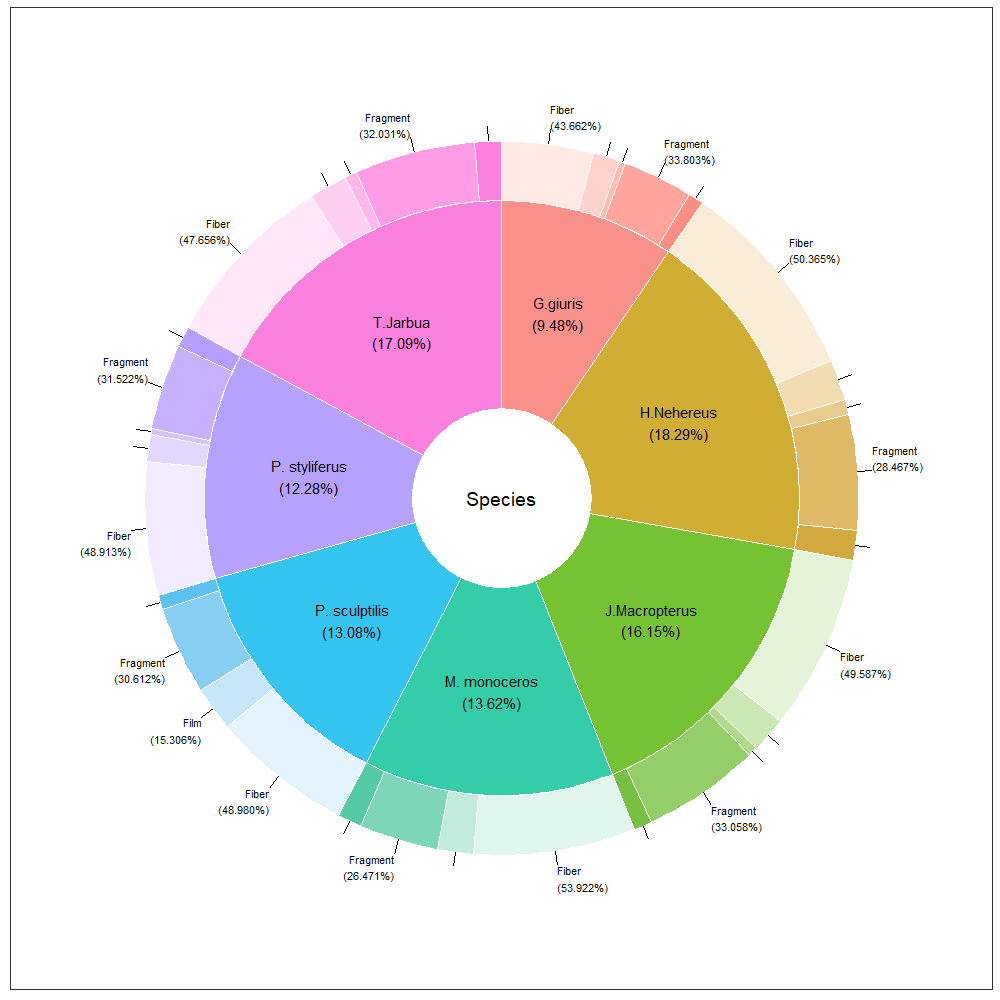 Fiber
(43.662%)
Fragment
(33.803%)
Fiber
(50.365%)
Fragment
(28.467%)
Fiber
(49.587%)
Fragment
(33.058%)
Fiber
(53.922%)
Fragment
(26.471%)
Fiber
(48.980%)
Film
(15.306%)
Fragment
(30.612%)
Fiber
(48.913%)
Fragment
(31.522%)
Fiber
(47.656%)
Fragment
(32.031%)
G.giuris
(9.48%)
H.Nehereus
(18.29%)
J.Macropterus
(16.15%)
M. monoceros
(13.62%)
P. sculptilis
(13.08%)
P. styliferus
(12.28%)
T.Jarbua
(17.09%)
Species